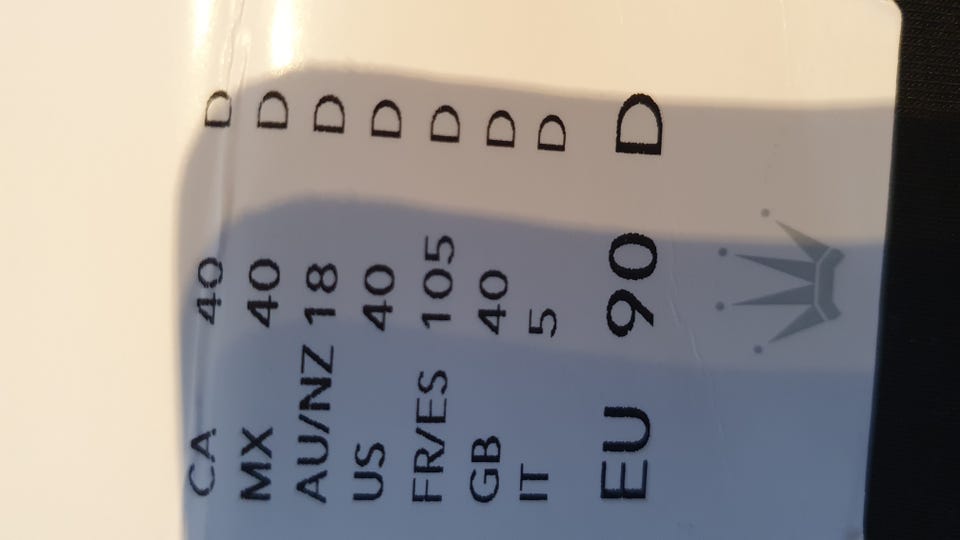 CA 40 D
MX 40 D
AU/NZ 18 D
US 40 D
FR/ES 105 D
GB 40 D
IT 5 D
EU 90 D